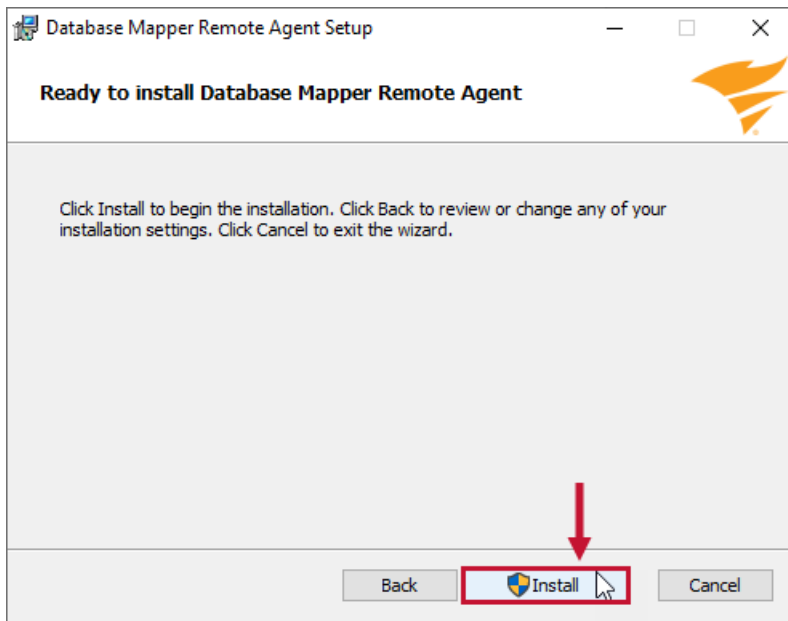 Database Mapper Remote Agent Setup
Ready to install Database Mapper Remote Agent
Click Install to begin the installation. Click Back to review or change any of your
installation settings. Click Cancel to exit the wizard.
Back
Install
Cancel